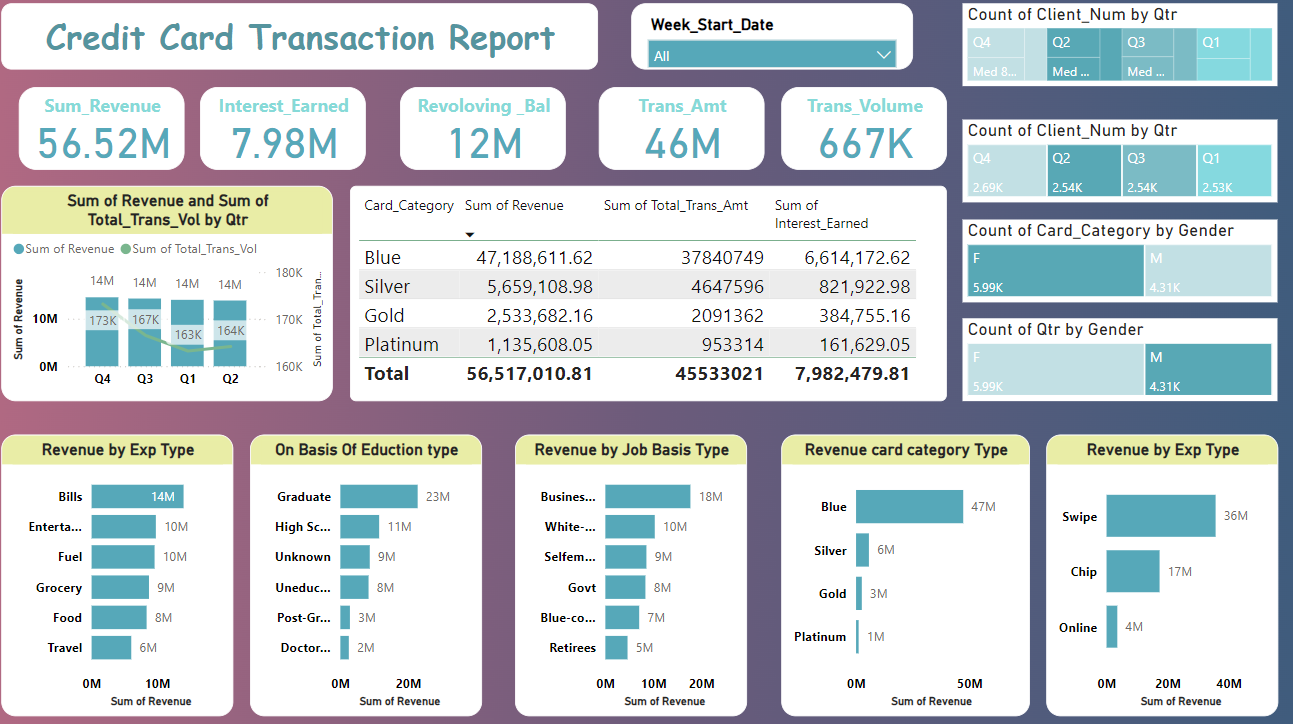 Credit Card Transaction Report
Week_Start_Date
All
Count of Client_Num by Qtr
Q4
Q2
Q3
Q1
Med 8...
Med ...
Med ...
Sum_Revenue
56.52M
Interest_Earned
7.98M
Revoloving _Bal
12M
Trans_Amt
46M
Trans_Volume
667K
Count of Client_Num by Qtr
Q4
Q2
Q3
Q1
2.69K
2.54K
2.54K
2.53K
Sum of Revenue and Sum of
Total_Trans_Vol by Qtr
Sum of Revenue
Sum of Total_Trans_Vol
Sum of Revenue
10M
0M
14M
14M
14M
14M
173K
167K
163K
164K
180K
170K
160K
Sum of Total_Tran...
Q4
Q3
Q1
Q2
Card_Category Sum of Revenue Sum of Total_Trans_Amt Sum of
Interest_Earned
Blue 47,188,611.62 37840749 6,614,172.62
Silver 5,659,108.98 4647596 821,922.98
Gold 2,533,682.16 2091362 384,755.16
Platinum 1,135,608.05 953314 161,629.05
Total 56,517,010.81 45533021 7,982,479.81
Count of Card_Category by Gender
F
M
5.99K
4.31K
Count of Qtr by Gender
F
M
5.99K
4.31K
Revenue by Exp Type
Bills 14M
Enterta... 10M
Fuel 10M
Grocery 9M
Food 8M
Travel 6M
0M 10M
Sum of Revenue
On Basis Of Eduction type
Graduate 23M
High Sc... 11M
Unknown 9M
Uneduc... 8M
Post-Gr... 3M
Doctor... 2M
0M 20M
Sum of Revenue
Revenue by Job Basis Type
Busines... 18M
White-... 10M
Selfem... 9M
Govt 8M
Blue-co... 7M
Retirees 5M
0M 10M 20M
Sum of Revenue
Revenue card category Type
Blue 47M
Silver 6M
Gold 3M
Platinum 1M
0M 50M
Sum of Revenue
Revenue by Exp Type
Swipe 36M
Chip 17M
Online 4M
0M 20M 40M
Sum of Revenue